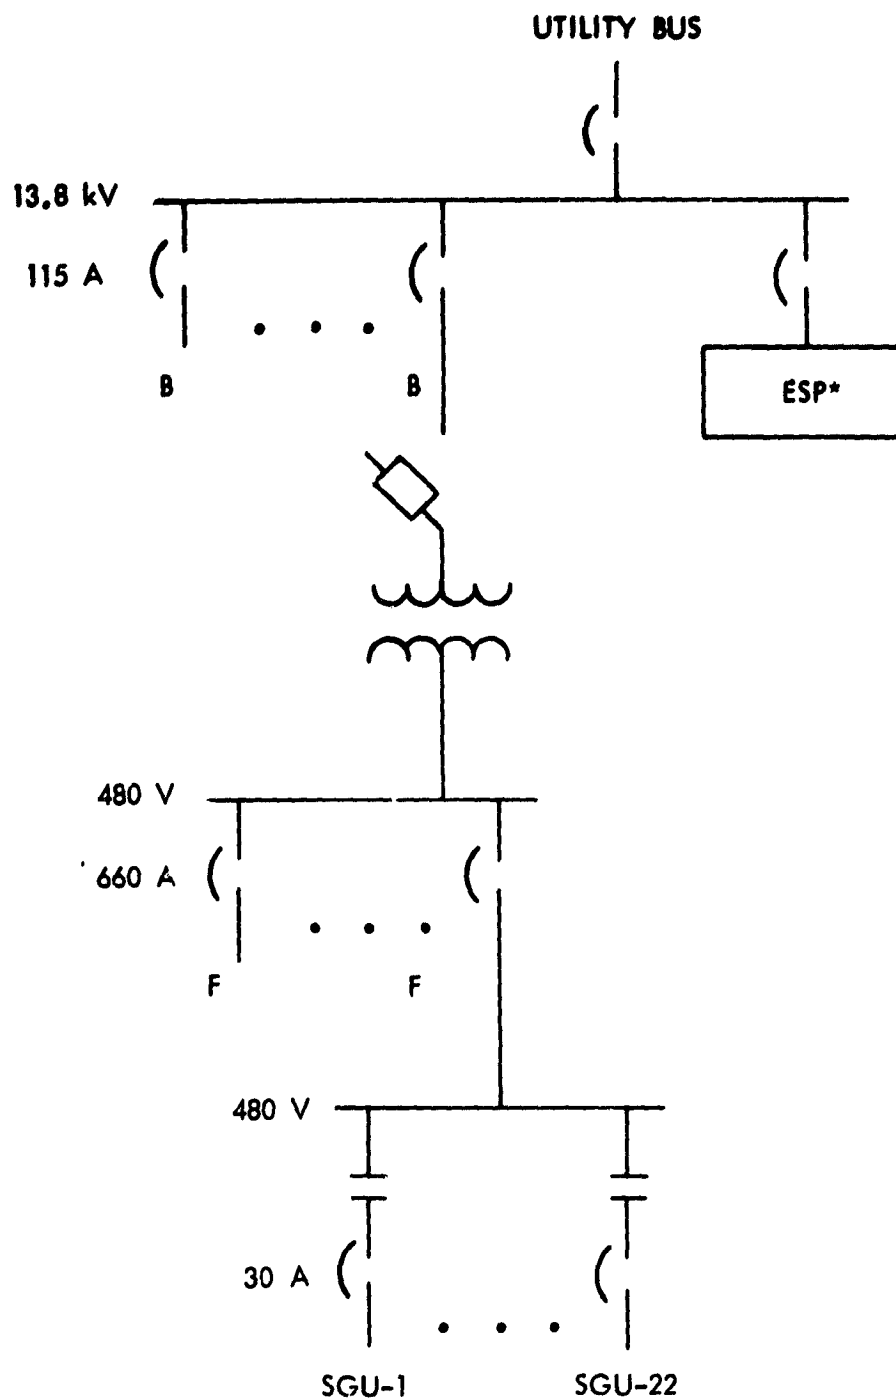 UTILITY BUS
13.8 kV
115 A
B
B
ESP*
480 V
660 A
F
F
480 V
30 A
SGU-1
SGU-22